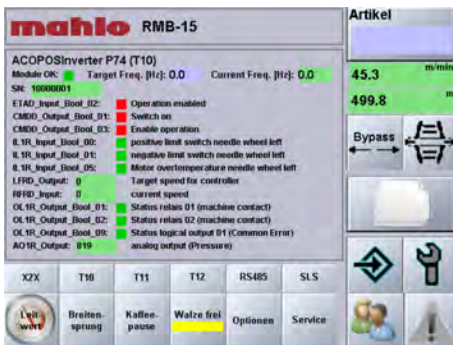 mahlo RMB-15
Artikel
ACOPOSInverter P74 (T10)
Module OK: Target Freq. [Hz]: 0.0 Current Freq. [Hz]: 0.0
SN: 10000001
ETAD_Input_Bool_02: Operation enabled
CMDD_Output_Bool_01: Switch on
CMDD_Output_Bool_03: Enable operation
IL1R_Input_Bool_00: positive limit switch needle wheel left
IL1R_Input_Bool_01: negative limit switch needle wheel left
IL1R_Input_Bool_05: Motor overtemperature needle wheel left
LFRD_Output: 0 Target speed for controller
RFRD_Input: 0 current speed
OL1R_Output_Bool_01: Status relais 01 (machine contact)
OL1R_Output_Bool_02: Status relais 02 (machine contact)
OL1R_Output_Bool_09: Status logical output 01 (Common Error)
AO1R_Output: 819 analog output (Pressure)
45.3 m/min
499.8 m
Bypass
X2X T10 T11 T12 RS485 SLS
Leit-
wert
Breiten-
sprung
Kaffee-
pause
Walze frei
Optionen
Service